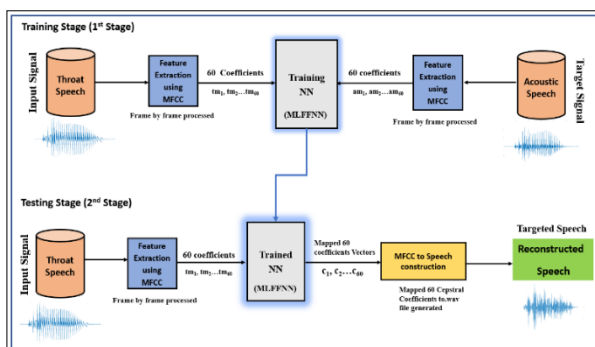 Training Stage (1st Stage)
Input Signal
Throat
Speech
Feature
Extraction
using
MFCC
Frame by frame processed
60 Coefficients
tm1, tm2...tm60
Training
NN
(MLFFNN)
60 coefficients
am1, am2...am60
Feature
Extraction
using
MFCC
Frame by frame processed
Acoustic
Speech
Target Signal
Testing Stage (2nd Stage)
Input Signal
Throat
Speech
Feature
Extraction
using
MFCC
Frame by frame processed
60 coefficients
tm1, tm2...tm60
Trained
NN
(MLFFNN)
Mapped 60
coefficients Vectors
c1, c2...c60
MFCC to Speech
construction
Mapped 60 Cepstral
Coefficients to.wav
file generated
Targeted Speech
Reconstructed
Speech